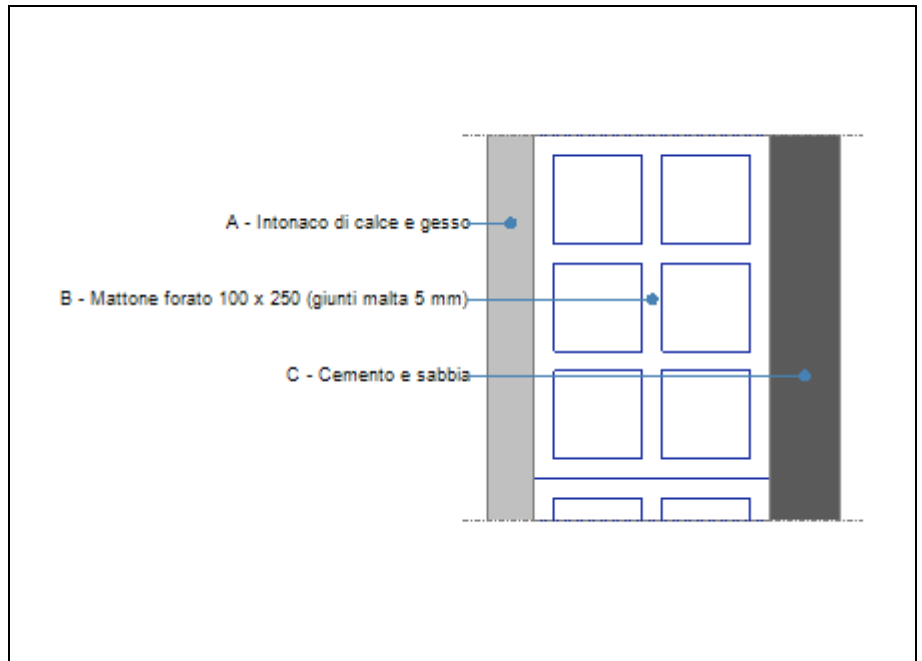 A - Intonaco di calce e gesso
B - Mattone forato 100 x 250 (giunti malta 5 mm)
C - Cemento e sabbia